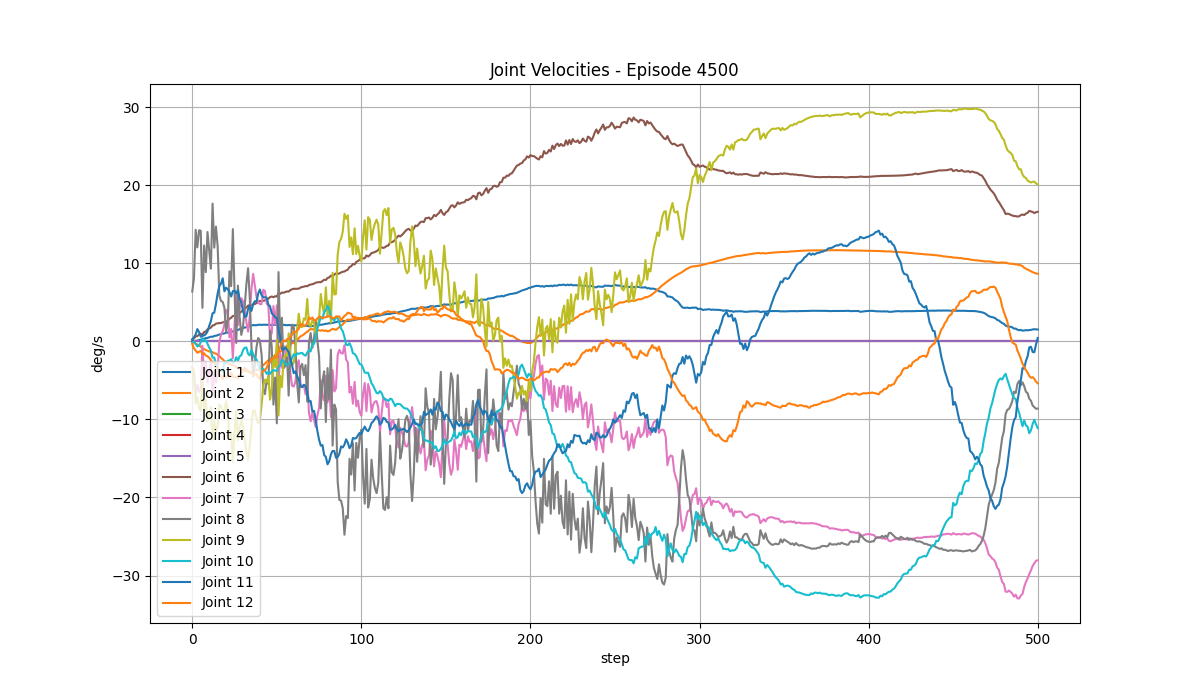 Joint Velocities - Episode 4500
deg/s
30
20
10
0
−10
−20
−30
Joint 1
Joint 2
Joint 3
Joint 4
Joint 5
Joint 6
Joint 7
Joint 8
Joint 9
Joint 10
Joint 11
Joint 12
0 100 200 300 400 500
step